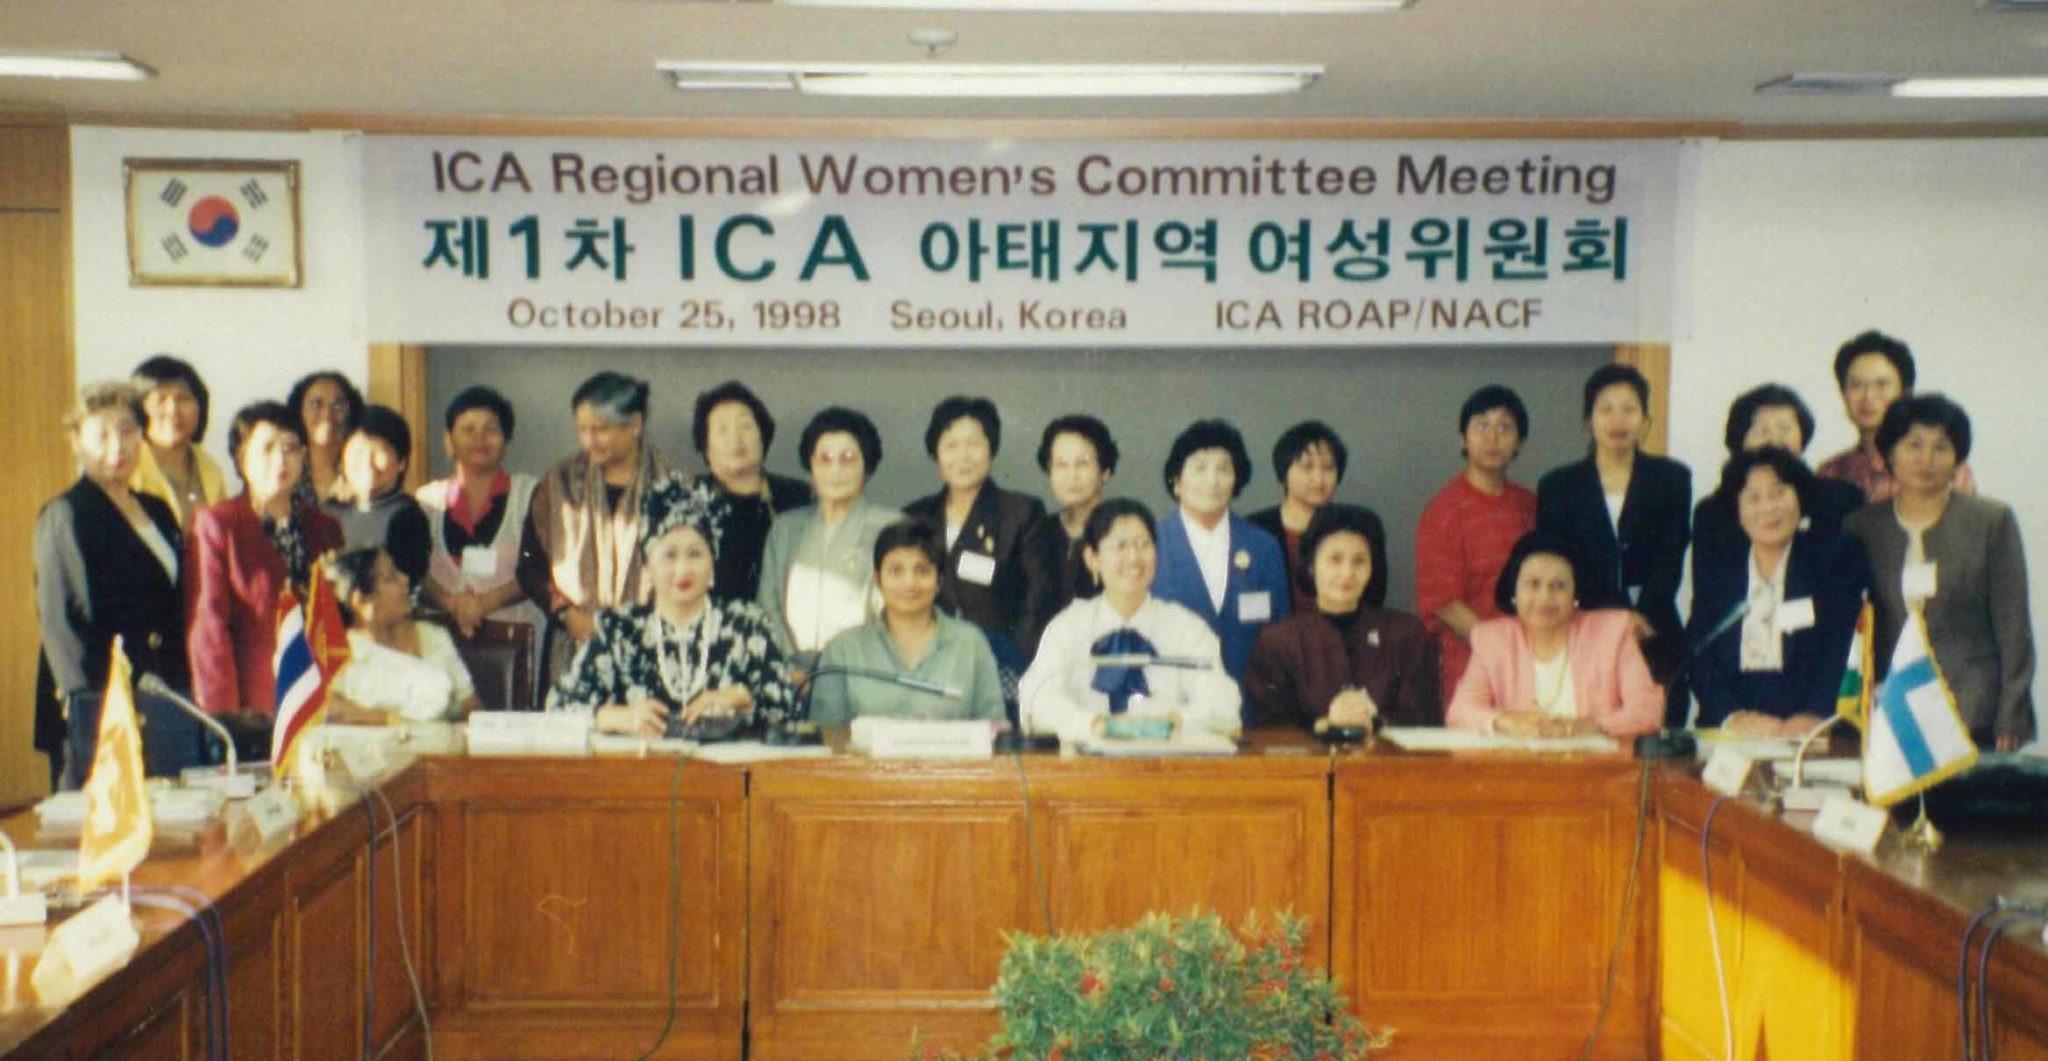 ICA Regional Women's Committee Meeting
제1차 ICA 아태지역 여성위원회
October 25, 1998 Seoul, Korea ICA ROAP/NACF